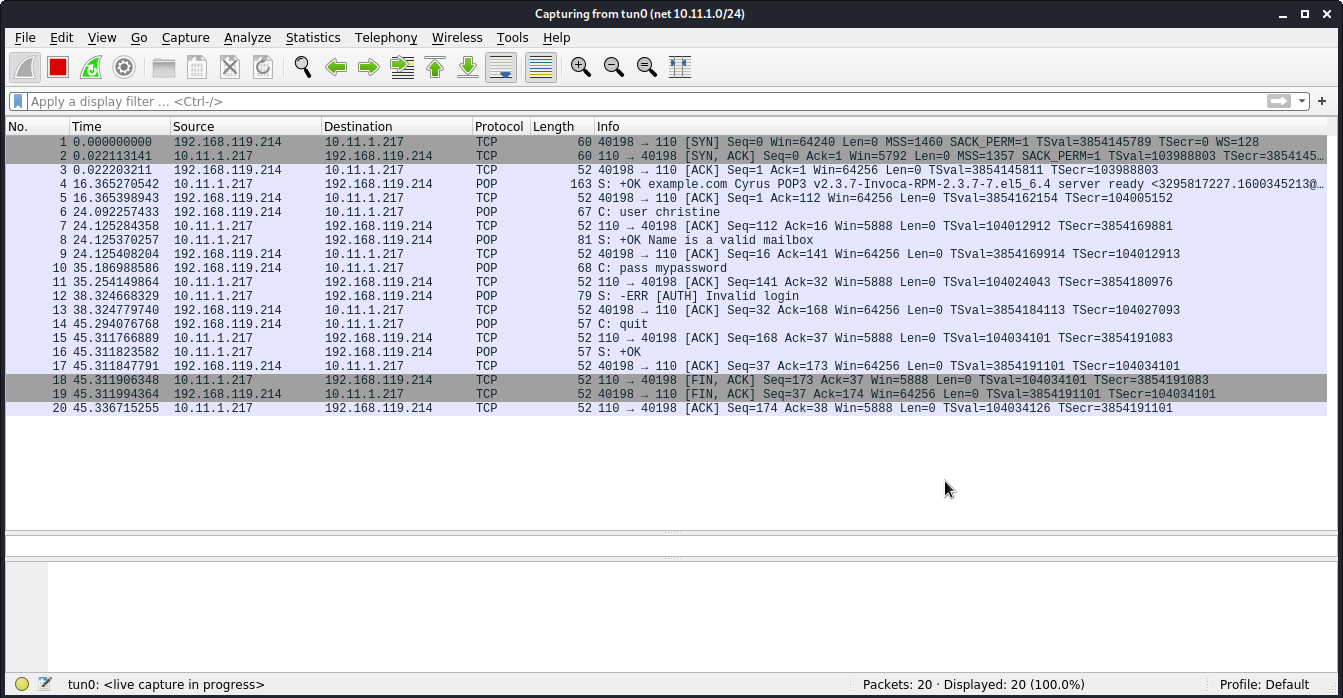 Capturing from tun0 (net 10.11.1.0/24)
File Edit View Go Capture Analyze Statistics Telephony Wireless Tools Help
Apply a display filter ... <Ctrl-/>
No. Time Source Destination Protocol Length Info
1 0.000000000 192.168.119.214 10.11.1.217 TCP 60 40198 → 110 [SYN] Seq=0 Win=64240 Len=0 MSS=1460 SACK_PERM=1 TSval=3854145789 TSecr=0 WS=128
2 0.022113141 10.11.1.217 192.168.119.214 TCP 60 110 → 40198 [SYN, ACK] Seq=0 Ack=1 Win=5792 Len=0 MSS=1357 SACK_PERM=1 TSval=103988803 TSecr=3854145…
3 0.022203211 192.168.119.214 10.11.1.217 TCP 52 40198 → 110 [ACK] Seq=1 Ack=1 Win=64256 Len=0 TSval=3854145811 TSecr=103988803
4 16.365270542 10.11.1.217 192.168.119.214 POP 163 S: +OK example.com Cyrus POP3 v2.3.7-Invoca-RPM-2.3.7-7.el5_6.4 server ready <3295817227.1600345213@…
5 16.365398943 192.168.119.214 10.11.1.217 TCP 52 40198 → 110 [ACK] Seq=1 Ack=112 Win=64256 Len=0 TSval=3854162154 TSecr=104005152
6 24.092257433 192.168.119.214 10.11.1.217 POP 67 C: user christine
7 24.125284358 10.11.1.217 192.168.119.214 TCP 52 110 → 40198 [ACK] Seq=112 Ack=16 Win=5888 Len=0 TSval=104012912 TSecr=3854169881
8 24.125370257 10.11.1.217 192.168.119.214 POP 81 S: +OK Name is a valid mailbox
9 24.125408204 192.168.119.214 10.11.1.217 TCP 52 40198 → 110 [ACK] Seq=16 Ack=141 Win=64256 Len=0 TSval=3854169914 TSecr=104012913
10 35.186988586 192.168.119.214 10.11.1.217 POP 68 C: pass mypassword
11 35.254149864 10.11.1.217 192.168.119.214 TCP 52 110 → 40198 [ACK] Seq=141 Ack=32 Win=5888 Len=0 TSval=104024043 TSecr=3854180976
12 38.324668329 10.11.1.217 192.168.119.214 POP 79 S: -ERR [AUTH] Invalid login
13 38.324779740 192.168.119.214 10.11.1.217 TCP 52 40198 → 110 [ACK] Seq=32 Ack=168 Win=64256 Len=0 TSval=3854184113 TSecr=104027093
14 45.294076768 192.168.119.214 10.11.1.217 POP 57 C: quit
15 45.311766889 10.11.1.217 192.168.119.214 TCP 52 110 → 40198 [ACK] Seq=168 Ack=37 Win=5888 Len=0 TSval=104034101 TSecr=3854191083
16 45.311823582 10.11.1.217 192.168.119.214 POP 57 S: +OK
17 45.311847791 192.168.119.214 10.11.1.217 TCP 52 40198 → 110 [ACK] Seq=37 Ack=173 Win=64256 Len=0 TSval=3854191101 TSecr=104034101
18 45.311906348 10.11.1.217 192.168.119.214 TCP 52 110 → 40198 [FIN, ACK] Seq=173 Ack=37 Win=5888 Len=0 TSval=104034101 TSecr=3854191083
19 45.311994364 192.168.119.214 10.11.1.217 TCP 52 40198 → 110 [FIN, ACK] Seq=37 Ack=174 Win=64256 Len=0 TSval=3854191101 TSecr=104034101
20 45.336715255 10.11.1.217 192.168.119.214 TCP 52 110 → 40198 [ACK] Seq=174 Ack=38 Win=5888 Len=0 TSval=104034126 TSecr=3854191101
tun0: <live capture in progress> Packets: 20 · Displayed: 20 (100.0%) Profile: Default